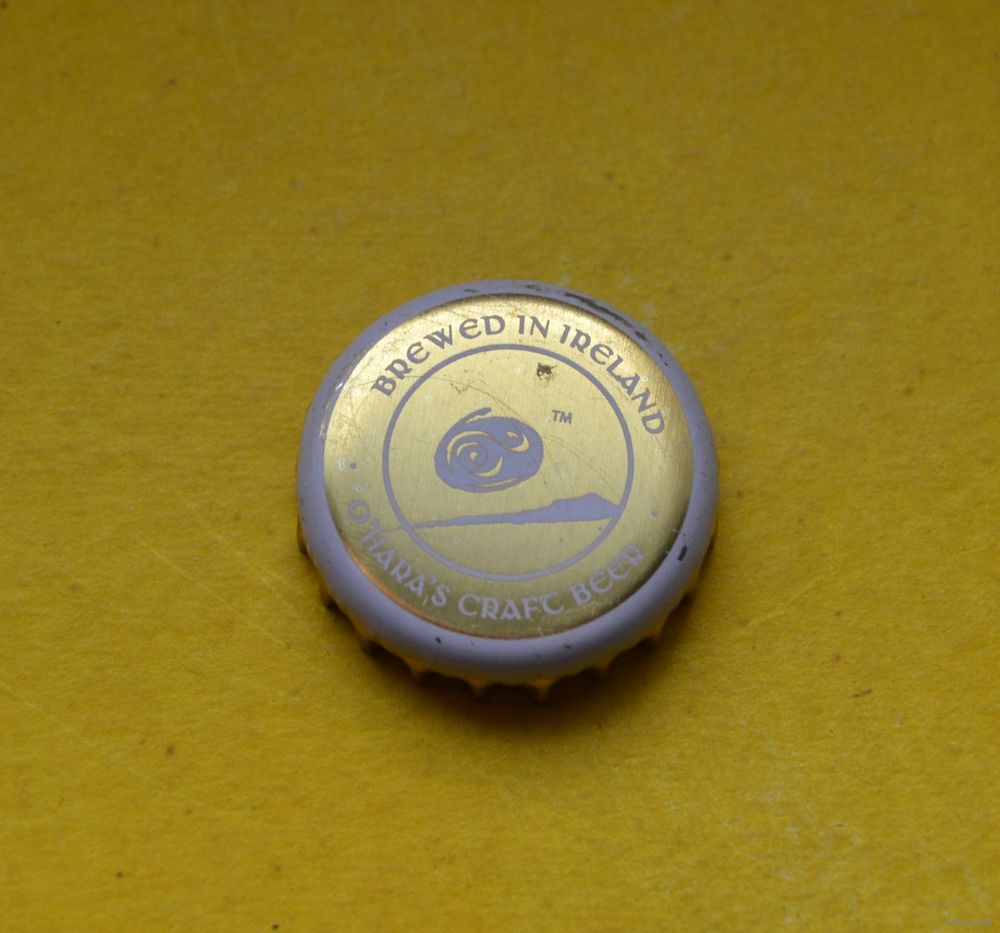 BREWED IN IRELAND
TM
O'HARA'S CRAFT BEER